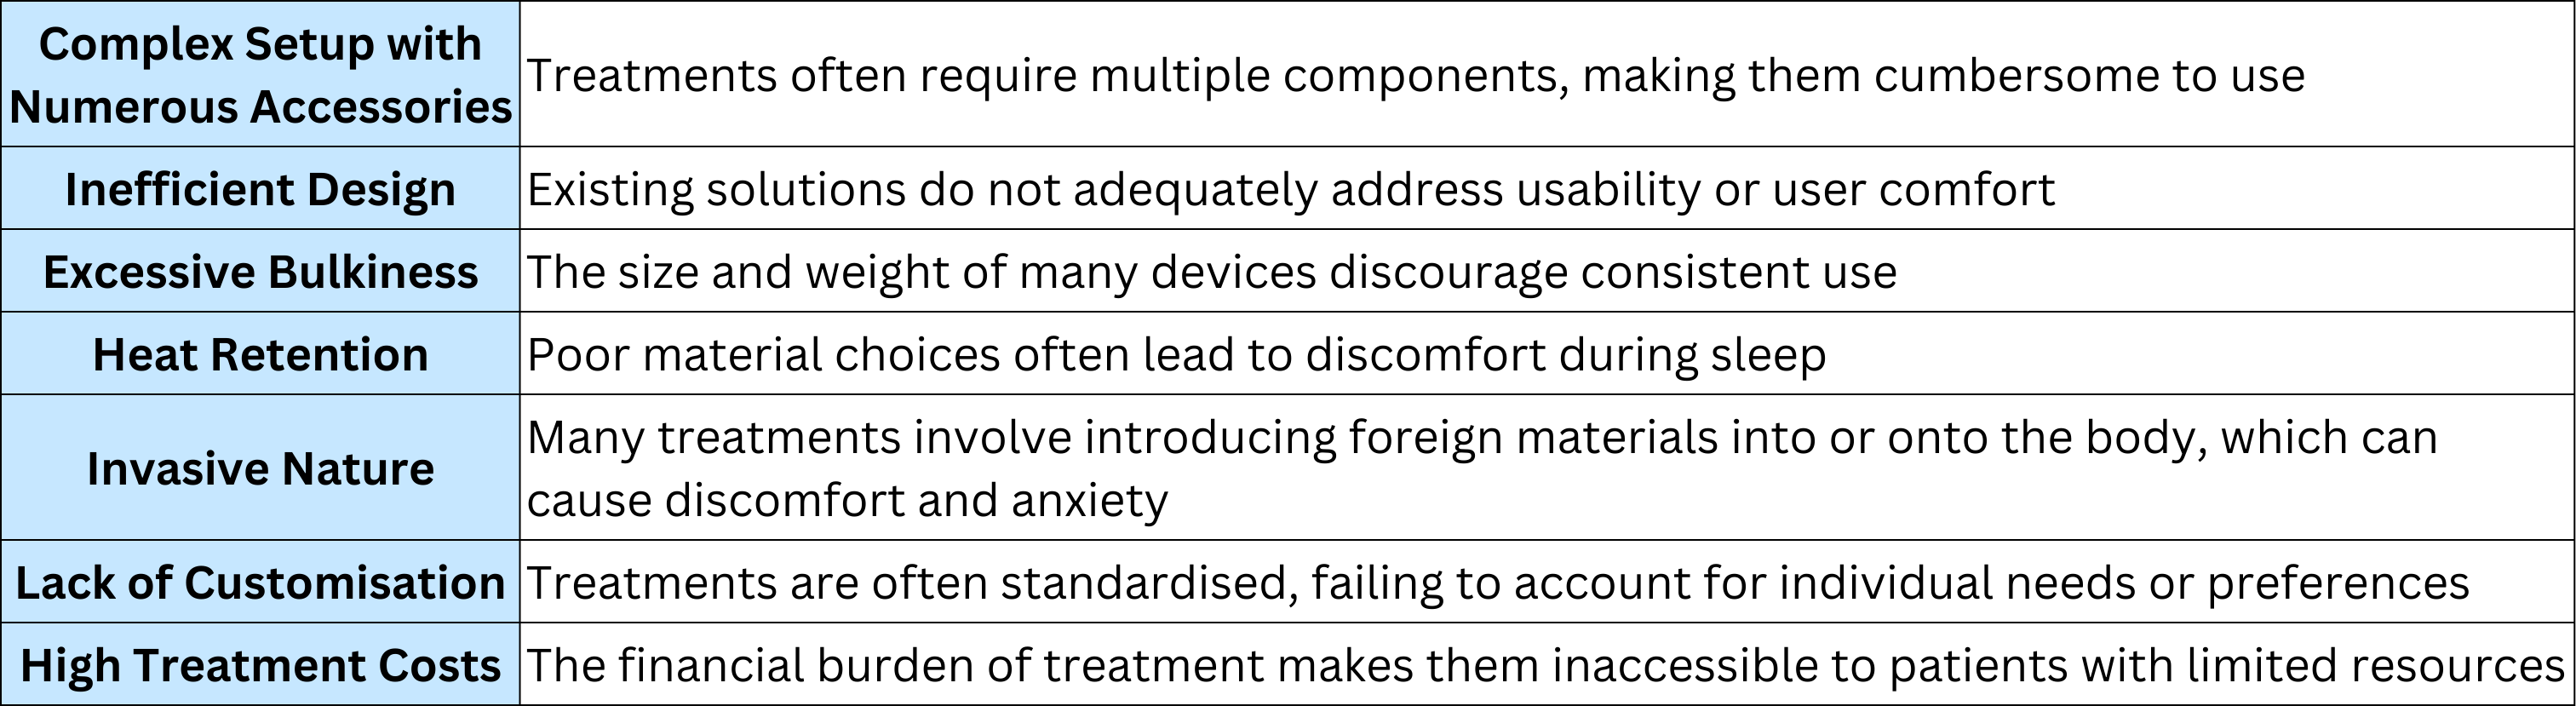 Complex Setup with
Numerous Accessories
Treatments often require multiple components, making them cumbersome to use
Inefficient Design
Existing solutions do not adequately address usability or user comfort
Excessive Bulkiness
The size and weight of many devices discourage consistent use
Heat Retention
Poor material choices often lead to discomfort during sleep
Invasive Nature
Many treatments involve introducing foreign materials into or onto the body, which can
cause discomfort and anxiety
Lack of Customisation
Treatments are often standardised, failing to account for individual needs or preferences
High Treatment Costs
The financial burden of treatment makes them inaccessible to patients with limited resources